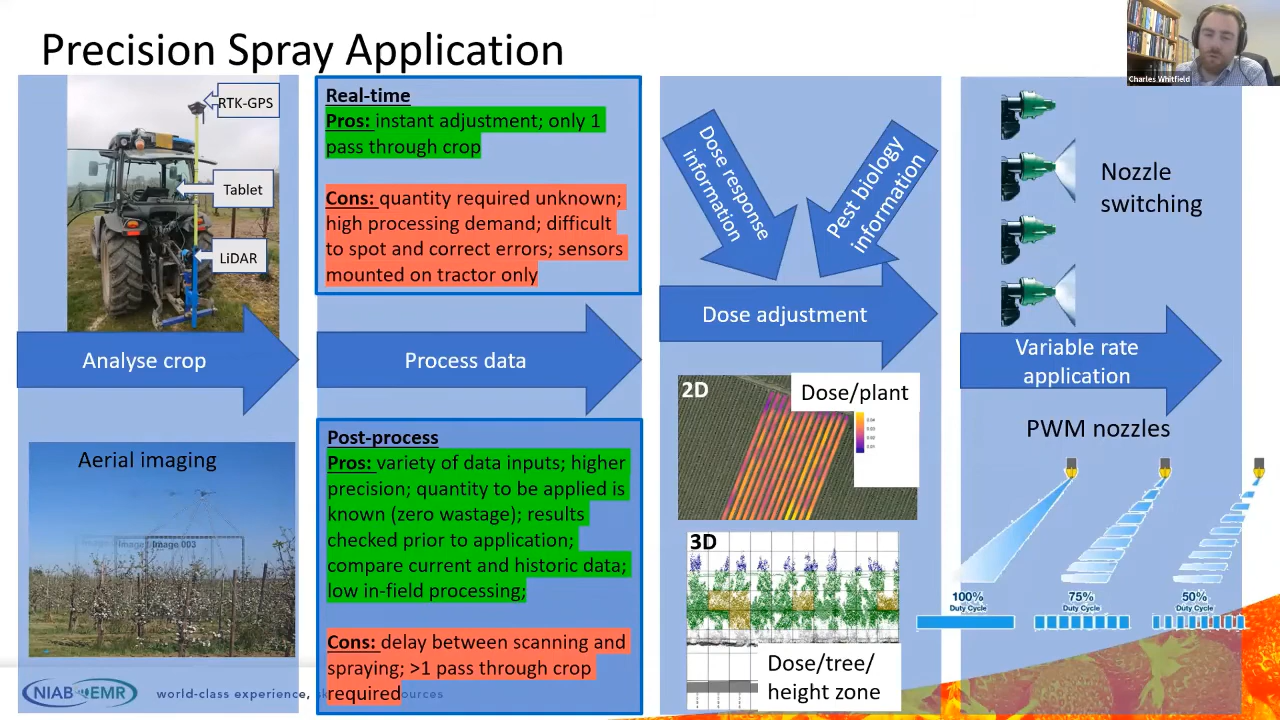 Precision Spray Application
Charles Whitfield
RTK-GPS
Tablet
LiDAR
Analyse crop
Aerial imaging
Image 003
Real-time
Pros: instant adjustment; only 1
pass through crop
Cons: quantity required unknown;
high processing demand; difficult
to spot and correct errors; sensors
mounted on tractor only
Process data
Post-process
Pros: variety of data inputs; higher
precision; quantity to be applied is
known (zero wastage); results
checked prior to application;
compare current and historic data;
low in-field processing;
Cons: delay between scanning and
spraying; >1 pass through crop
required
Dose response
information
Pest biology
information
Dose adjustment
2D
Dose/plant
3D
Dose/tree/
height zone
Nozzle
switching
Variable rate
application
PWM nozzles
100%
Duty Cycle
75%
Duty Cycle
50%
Duty Cycle
NIAB EMR
world-class experience,